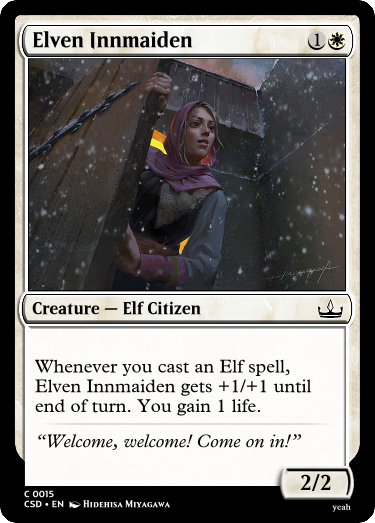 Elven Innmaiden 1
Creature — Elf Citizen
Whenever you cast an Elf spell,
Elven Innmaiden gets +1/+1 until
end of turn. You gain 1 life.
“Welcome, welcome! Come on in!”
2/2
C 0015
CSD • EN Hidehisa Miyagawa
yeah